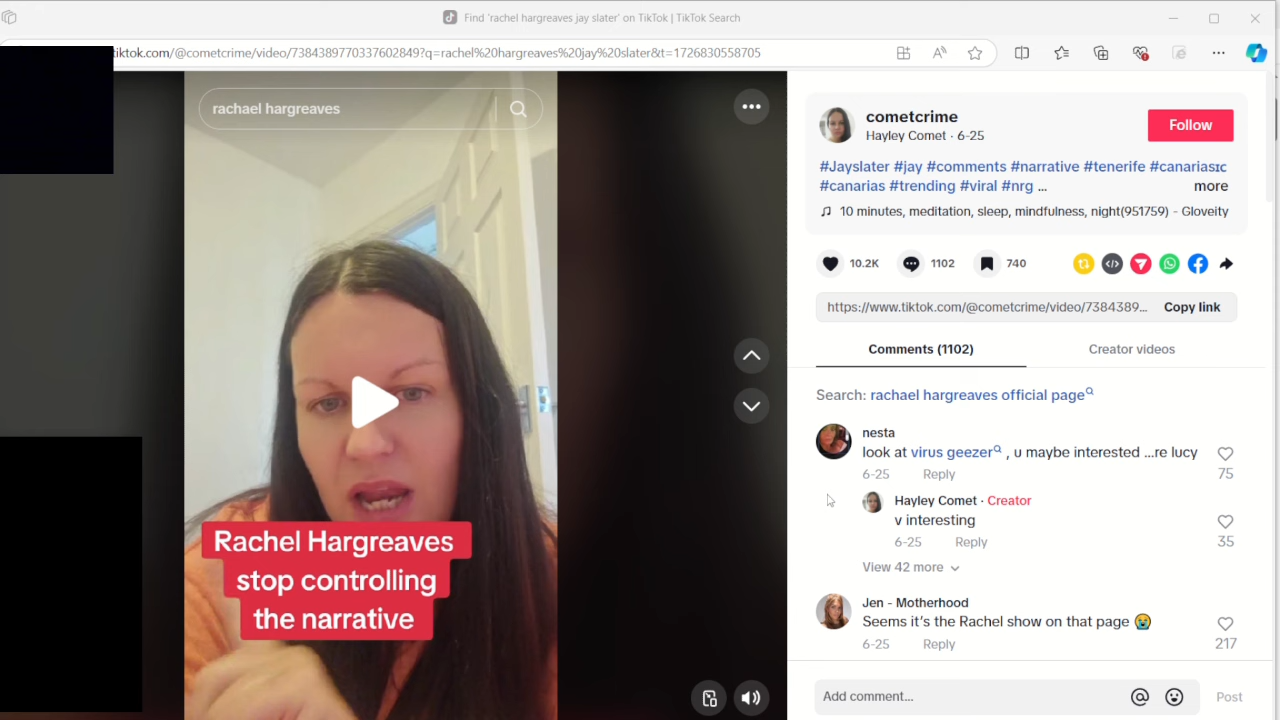 Find 'rachel hargreaves jay slater' on TikTok | TikTok Search
iktok.com/@cometcrime/video/7384389770337602849?q=rachel%20hargreaves%20jay%20slater&t=1726830558705
rachael hargreaves
Rachel Hargreaves
stop controlling
the narrative
cometcrime
Hayley Comet · 6-25
Follow
#Jayslater #jay #comments #narrative #tenerife #canarias
#canarias #trending #viral #nrg ...
more
10 minutes, meditation, sleep, mindfulness, night(951759) - Gloveity
10.2K
1102
740
https://www.tiktok.com/@cometcrime/video/7384389...
Copy link
Comments (1102)
Creator videos
Search: rachael hargreaves official page
nesta
look at virus geezer , u maybe interested ...re lucy
6-25
Reply
75
Hayley Comet · Creator
v interesting
6-25
Reply
35
View 42 more
Jen - Motherhood
Seems it's the Rachel show on that page 😭
6-25
Reply
217
Add comment...
@
Post